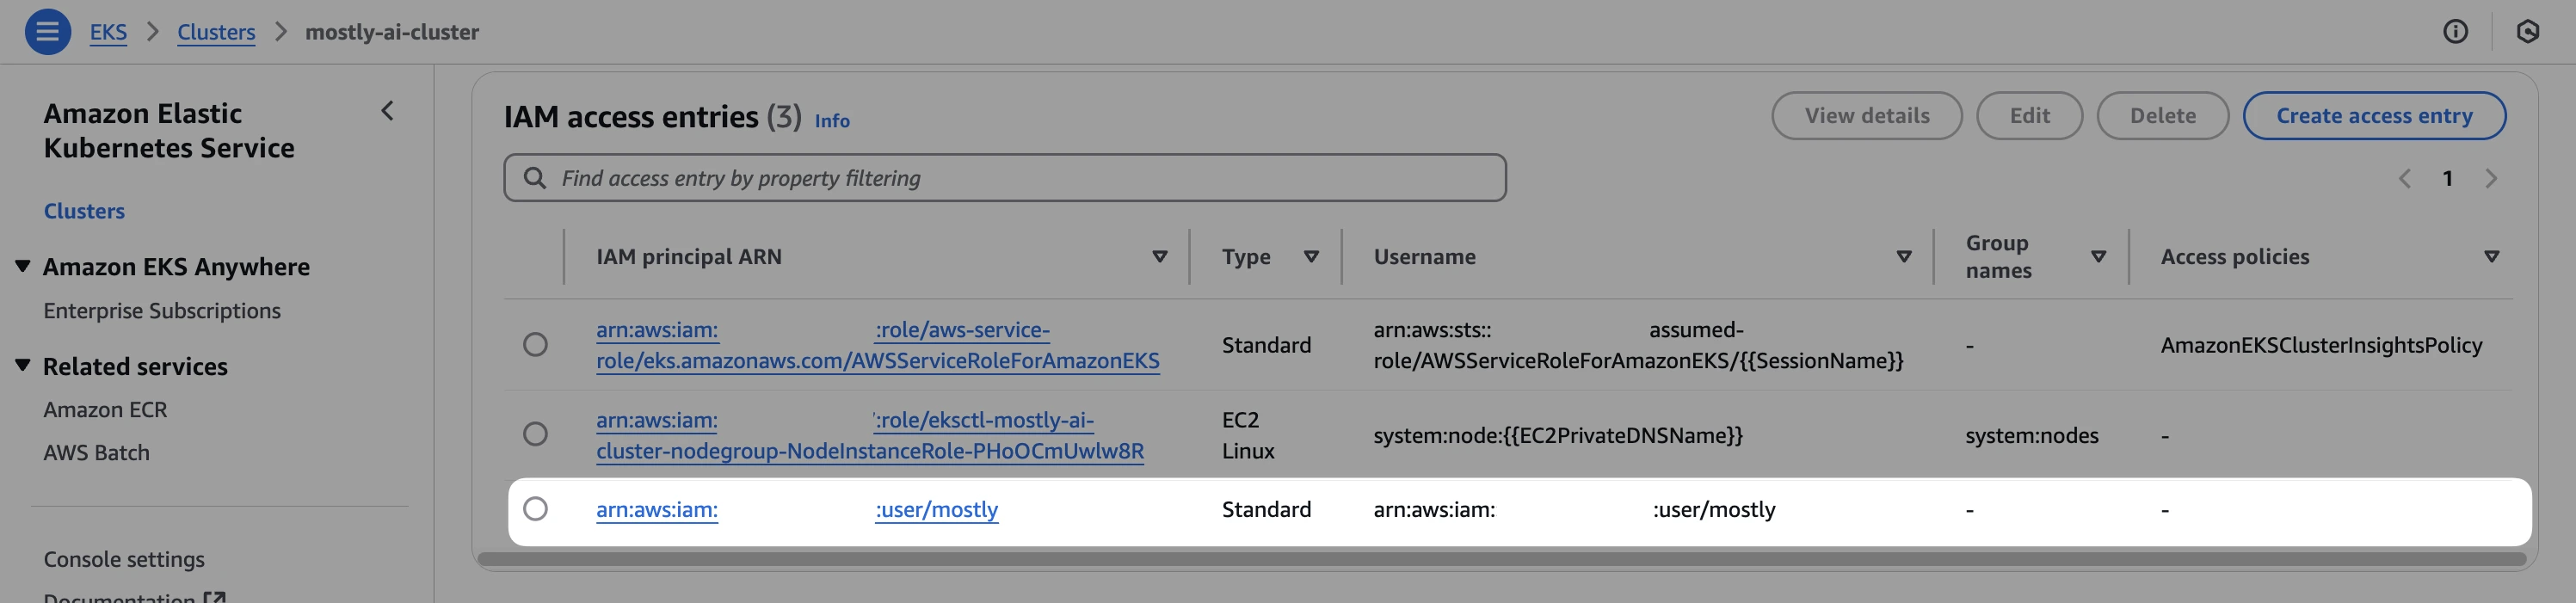 EKS > Clusters > mostly-ai-cluster
Amazon Elastic
Kubernetes Service
Clusters
Amazon EKS Anywhere
Enterprise Subscriptions
Related services
Amazon ECR
AWS Batch
Console settings
Documentation
IAM access entries (3) Info
View details
Edit
Delete
Create access entry
Find access entry by property filtering
1
IAM principal ARN
Type
Username
Group
names
Access policies
arn:aws:iam: :role/aws-service-
role/eks.amazonaws.com/AWSServiceRoleForAmazonEKS
Standard
arn:aws:sts:: assumed-
role/AWSServiceRoleForAmazonEKS/{{SessionName}}
-
AmazonEKSClusterInsightsPolicy
arn:aws:iam: :role/eksctl-mostly-ai-
cluster-nodegroup-NodeInstanceRole-PHoOCmUwlw8R
EC2
Linux
system:node:{{EC2PrivateDNSName}}
system:nodes
-
arn:aws:iam: :user/mostly
Standard
arn:aws:iam: :user/mostly
-
-